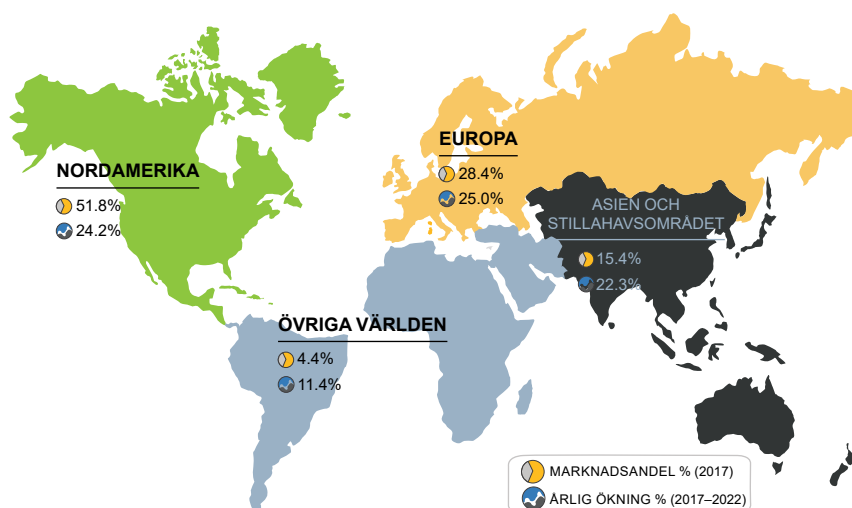 EUROPA
28.4%
25.0%
NORDAMERIKA
51.8%
24.2%
ASIEN OCH
STILLAHAVSOMRÅDET
15.4%
22.3%
ÖVRIGA VÄRLDEN
4.4%
11.4%
MARKNADSANDEL % (2017)
ÅRLIG ÖKNING % (2017–2022)